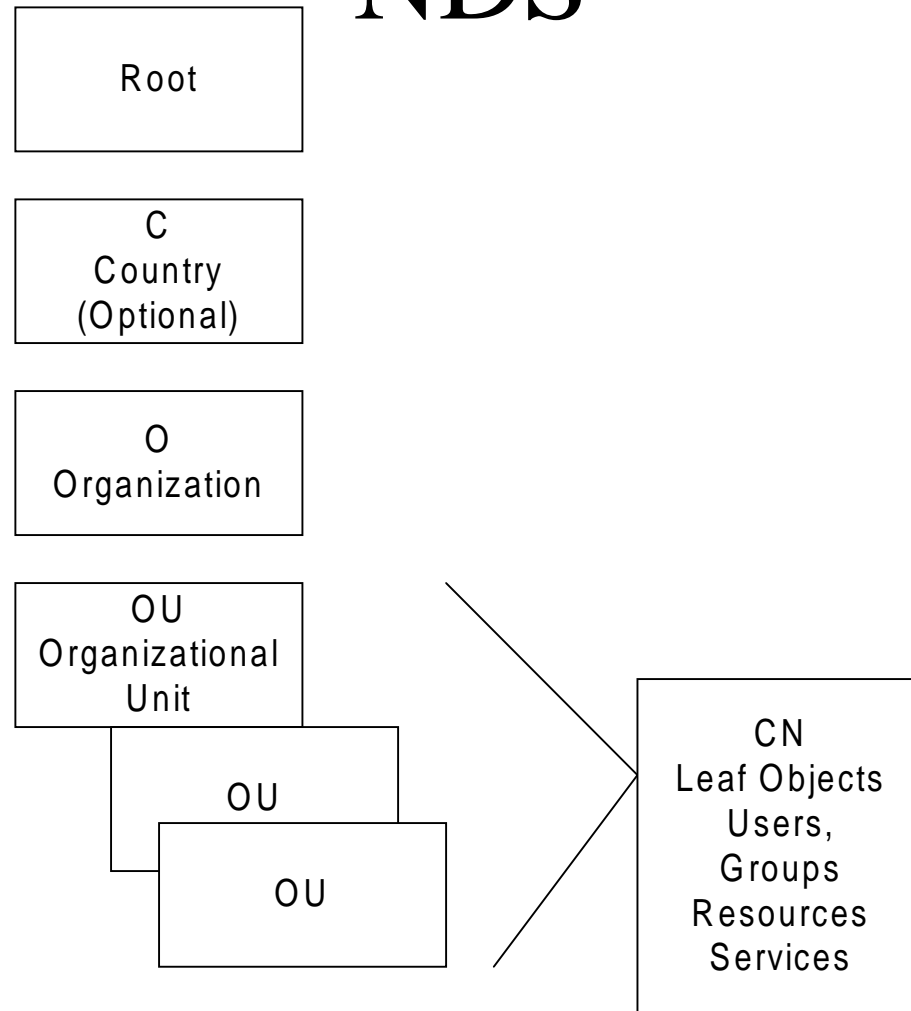 NDS
Root
C
Country
(Optional)
O
Organization
OU
Organizational
Unit
OU
OU
CN
Leaf Objects
Users,
Groups
Resources
Services